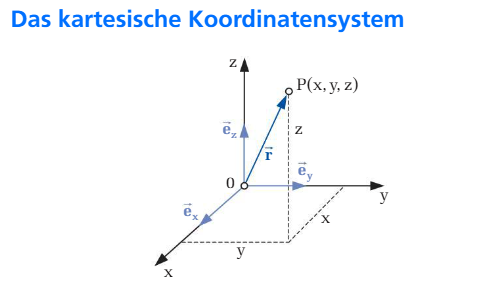 Das kartesische Koordinatensystem
z
P(x, y, z)
e⃗z
z
r⃗
e⃗y
0
y
e⃗x
x
y
x